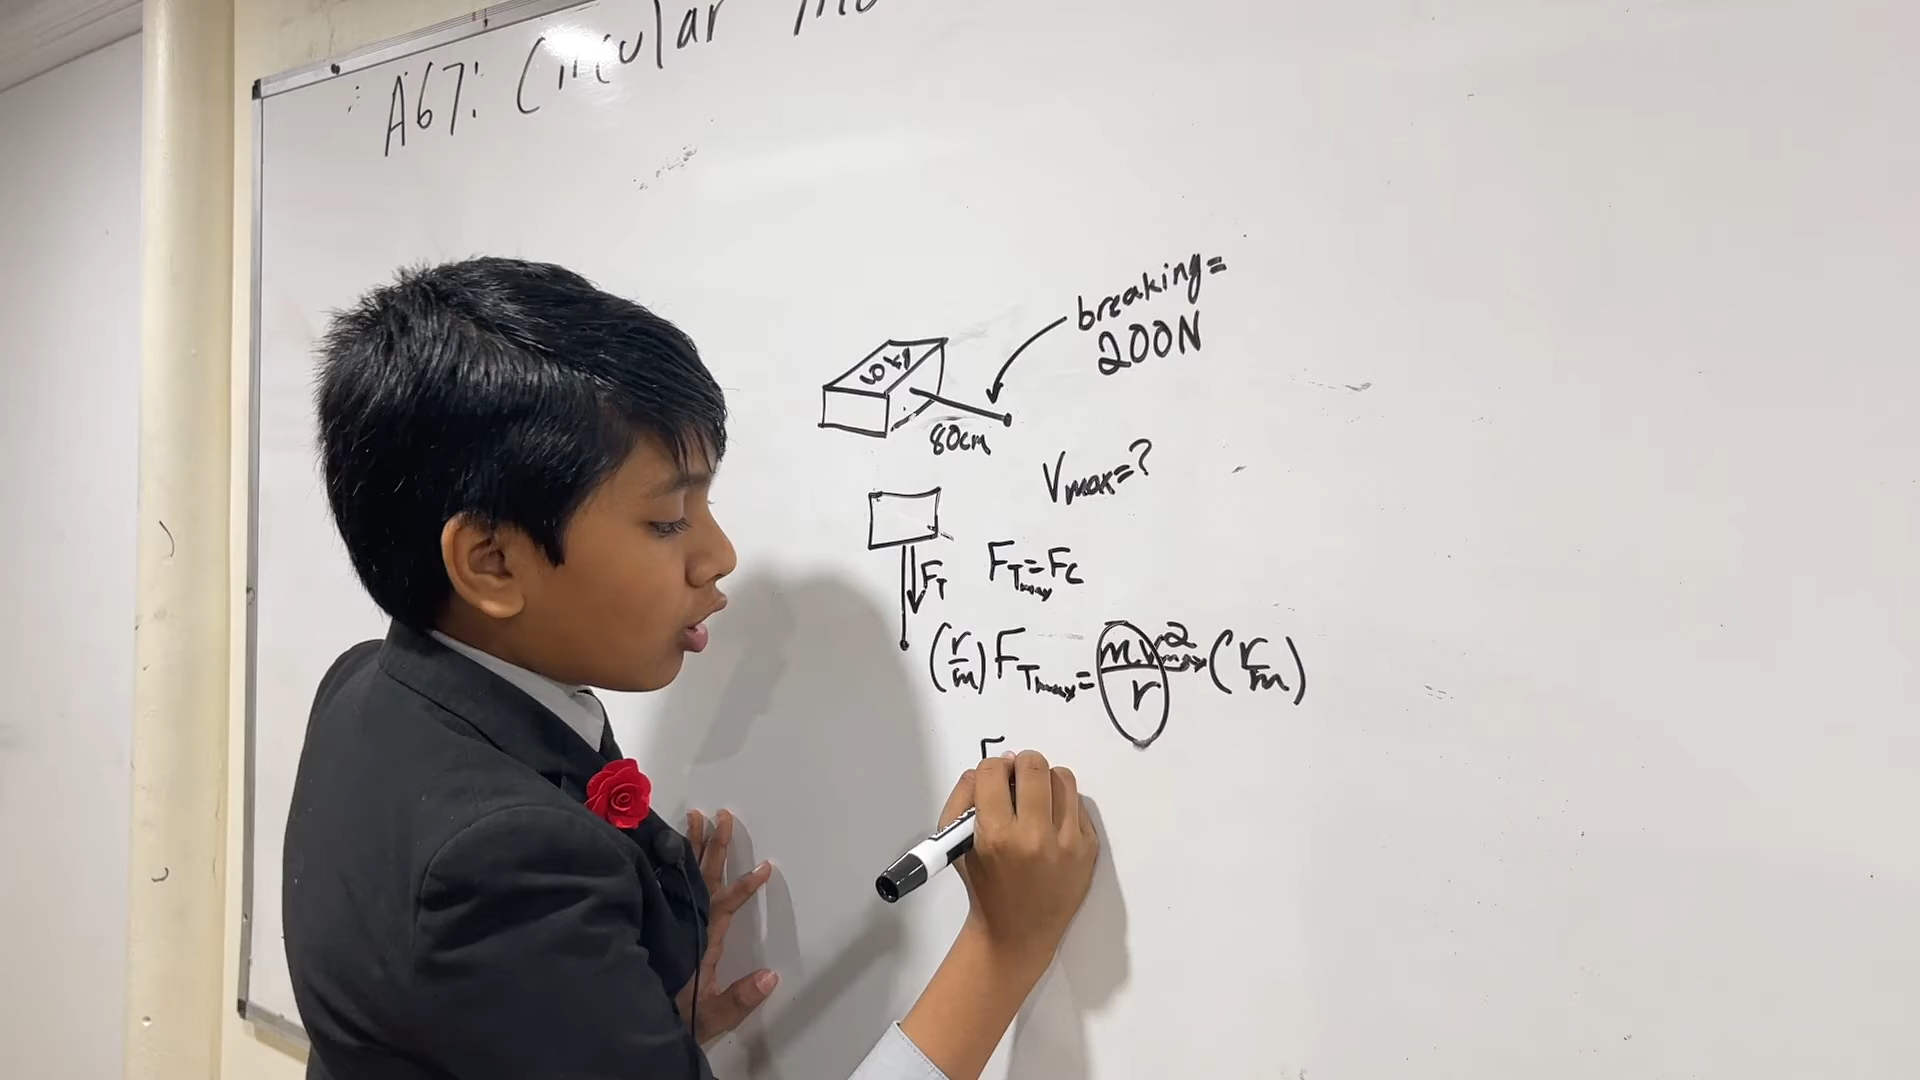 A67: Circular
breaking=
200N
10kg
80cm
Vmax=?
FT
FTmax=FC
(r/m) FTmax = mv²max/r (r/m)
F